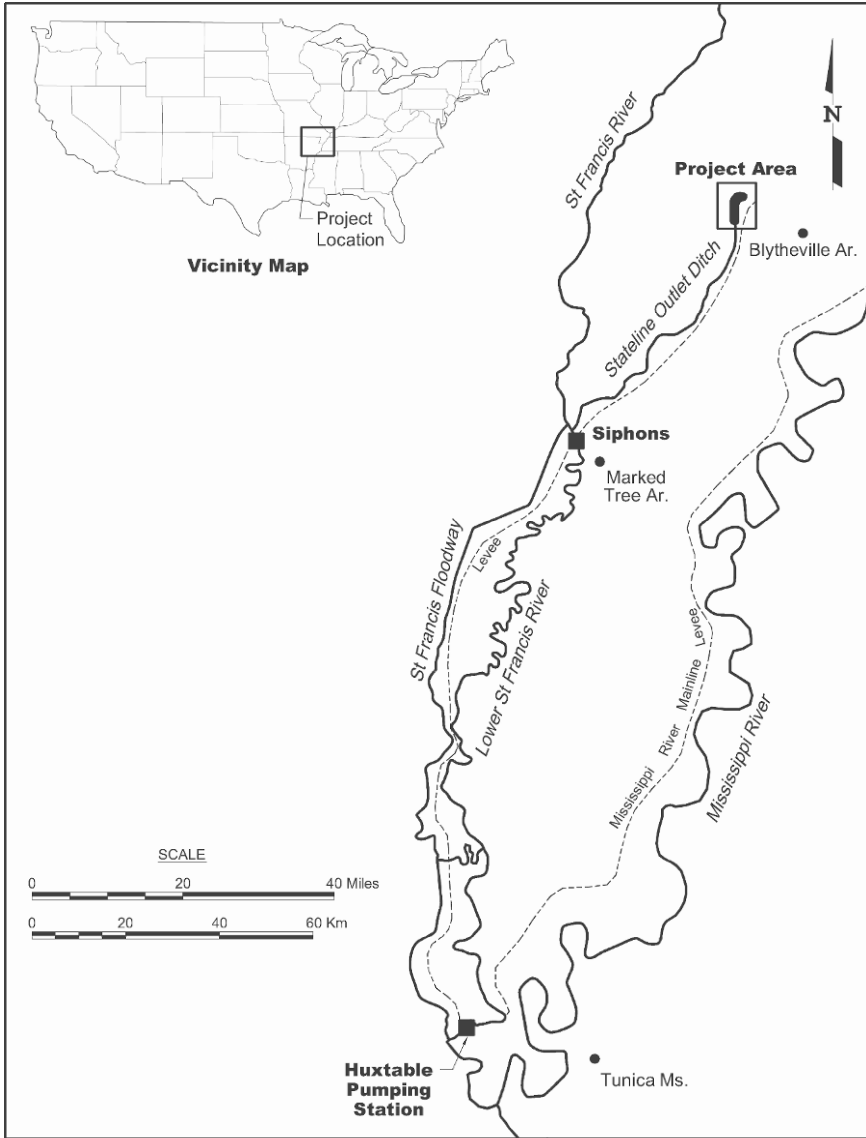 St Francis River
N
Project Area
Project
Location
Vicinity Map
Blytheville Ar.
Stateline Outlet Ditch
Siphons
Marked
Tree Ar.
St Francis Floodway
Levee
Lower St Francis River
Mississippi River Mainline Levee
Mississippi River
SCALE
0 20 40 Miles
0 20 40 60 Km
Huxtable
Pumping
Station
Tunica Ms.